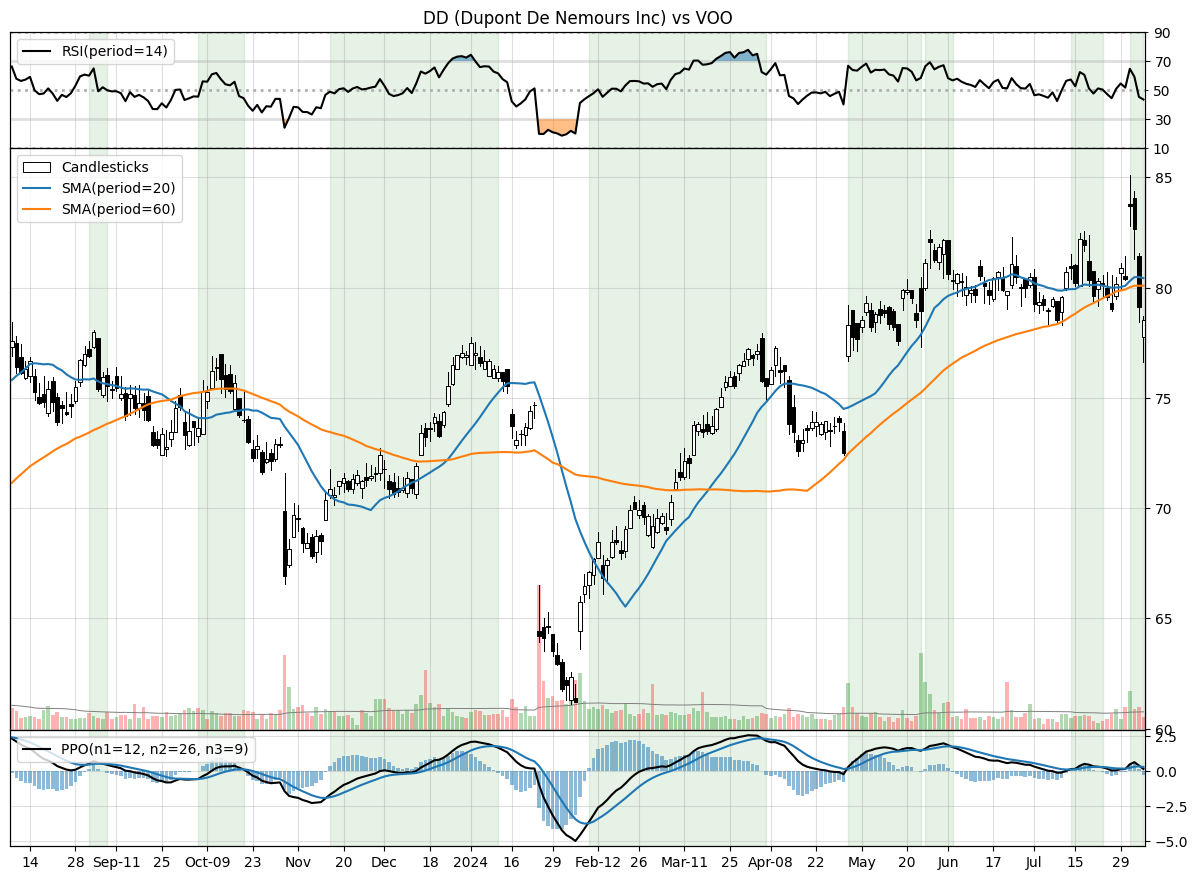 DD (Dupont De Nemours Inc) vs VOO
RSI(period=14)
90
70
50
30
10
Candlesticks
SMA(period=20)
SMA(period=60)
85
80
75
70
65
60
PPO(n1=12, n2=26, n3=9)
2.5
0.0
−2.5
−5.0
14 28 Sep-11 25 Oct-09 23 Nov 20 Dec 18 2024 16 29 Feb-12 26 Mar-11 25 Apr-08 22 May 20 Jun 17 Jul 15 29